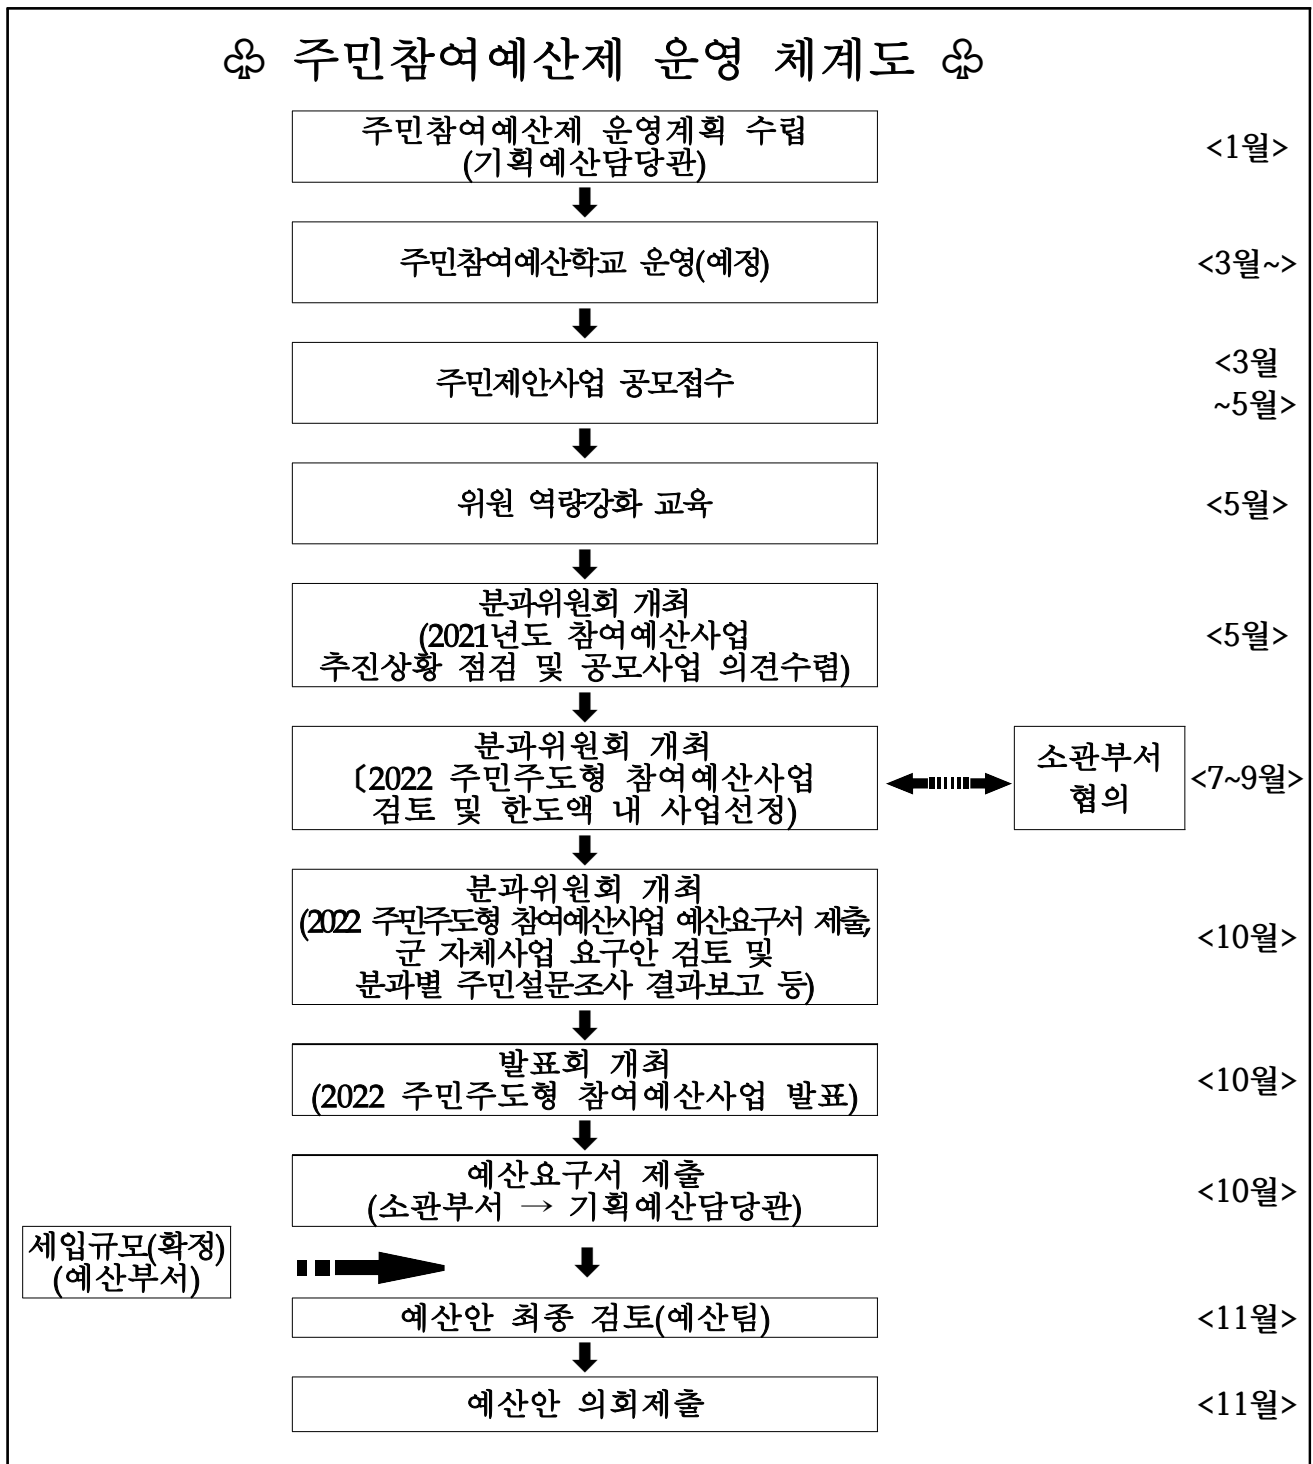 ♧ 주민참여예산제 운영 체계도 ♧
주민참여예산제 운영계획 수립
(기획예산담당관)
<1월>
주민참여예산학교 운영(예정)
<3월~>
주민제안사업 공모접수
<3월
~5월>
위원 역량강화 교육
<5월>
분과위원회 개최
(2021년도 참여예산사업
추진상황 점검 및 공모사업 의견수렴)
<5월>
분과위원회 개최
〔2022 주민주도형 참여예산사업
검토 및 한도액 내 사업선정)
소관부서
협의
<7~9월>
분과위원회 개최
(2022 주민주도형 참여예산사업 예산요구서 제출,
군 자체사업 요구안 검토 및
분과별 주민설문조사 결과보고 등)
<10월>
발표회 개최
(2022 주민주도형 참여예산사업 발표)
<10월>
예산요구서 제출
(소관부서 → 기획예산담당관)
<10월>
세입규모(확정)
(예산부서)
예산안 최종 검토(예산팀)
<11월>
예산안 의회제출
<11월>